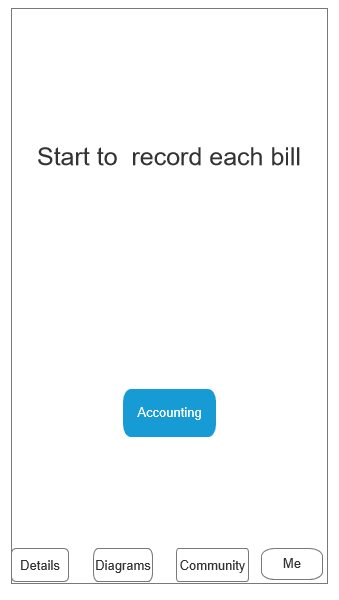 Start to  record each bill
Accounting
Details
Diagrams
Community
Me